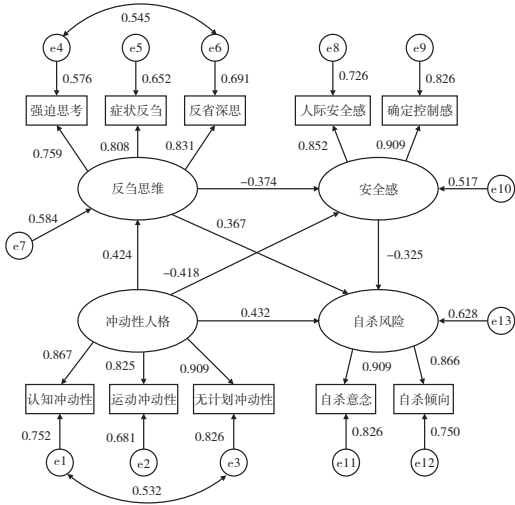 0.545
e4
e5
e6
e8
e9
0.576
0.652
0.691
0.726
0.826
强迫思考
症状反刍
反省深思
人际安全感
确定控制感
0.759
0.808
0.831
0.852
0.909
反刍思维
-0.374
安全感
0.517
e10
0.584
e7
0.367
0.424
-0.418
-0.325
冲动性人格
0.432
自杀风险
0.628
e13
0.867
0.825
0.909
0.909
0.866
认知冲动性
运动冲动性
无计划冲动性
自杀意念
自杀倾向
0.752
0.681
0.826
0.826
0.750
e1
e2
e3
e11
e12
0.532